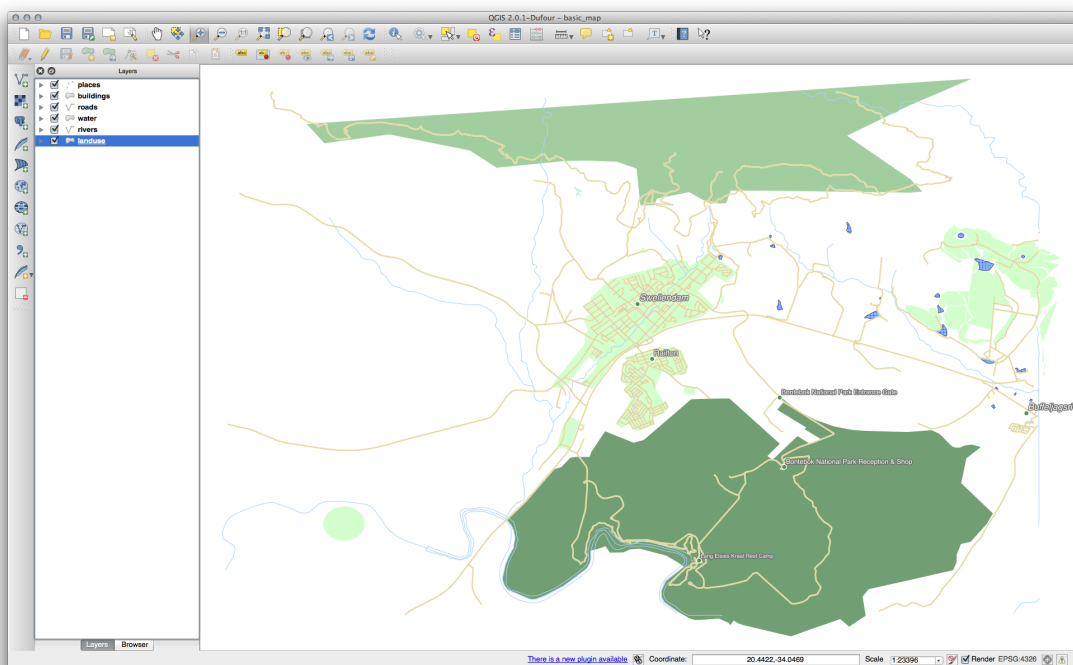 QGIS 2.0.1-Dufour – basic_map
Layers
places
buildings
roads
water
rivers
landuse
Swellendam
Railton
Bontebok National Park Entrance Gate
Bontebok National Park Reception & Shop
Lang Elsies Kraal Rest Camp
Layers
Browser
There is a new plugin available
Coordinate:
20.4422,-34.0469
Scale
1:23396
Render
EPSG:4326